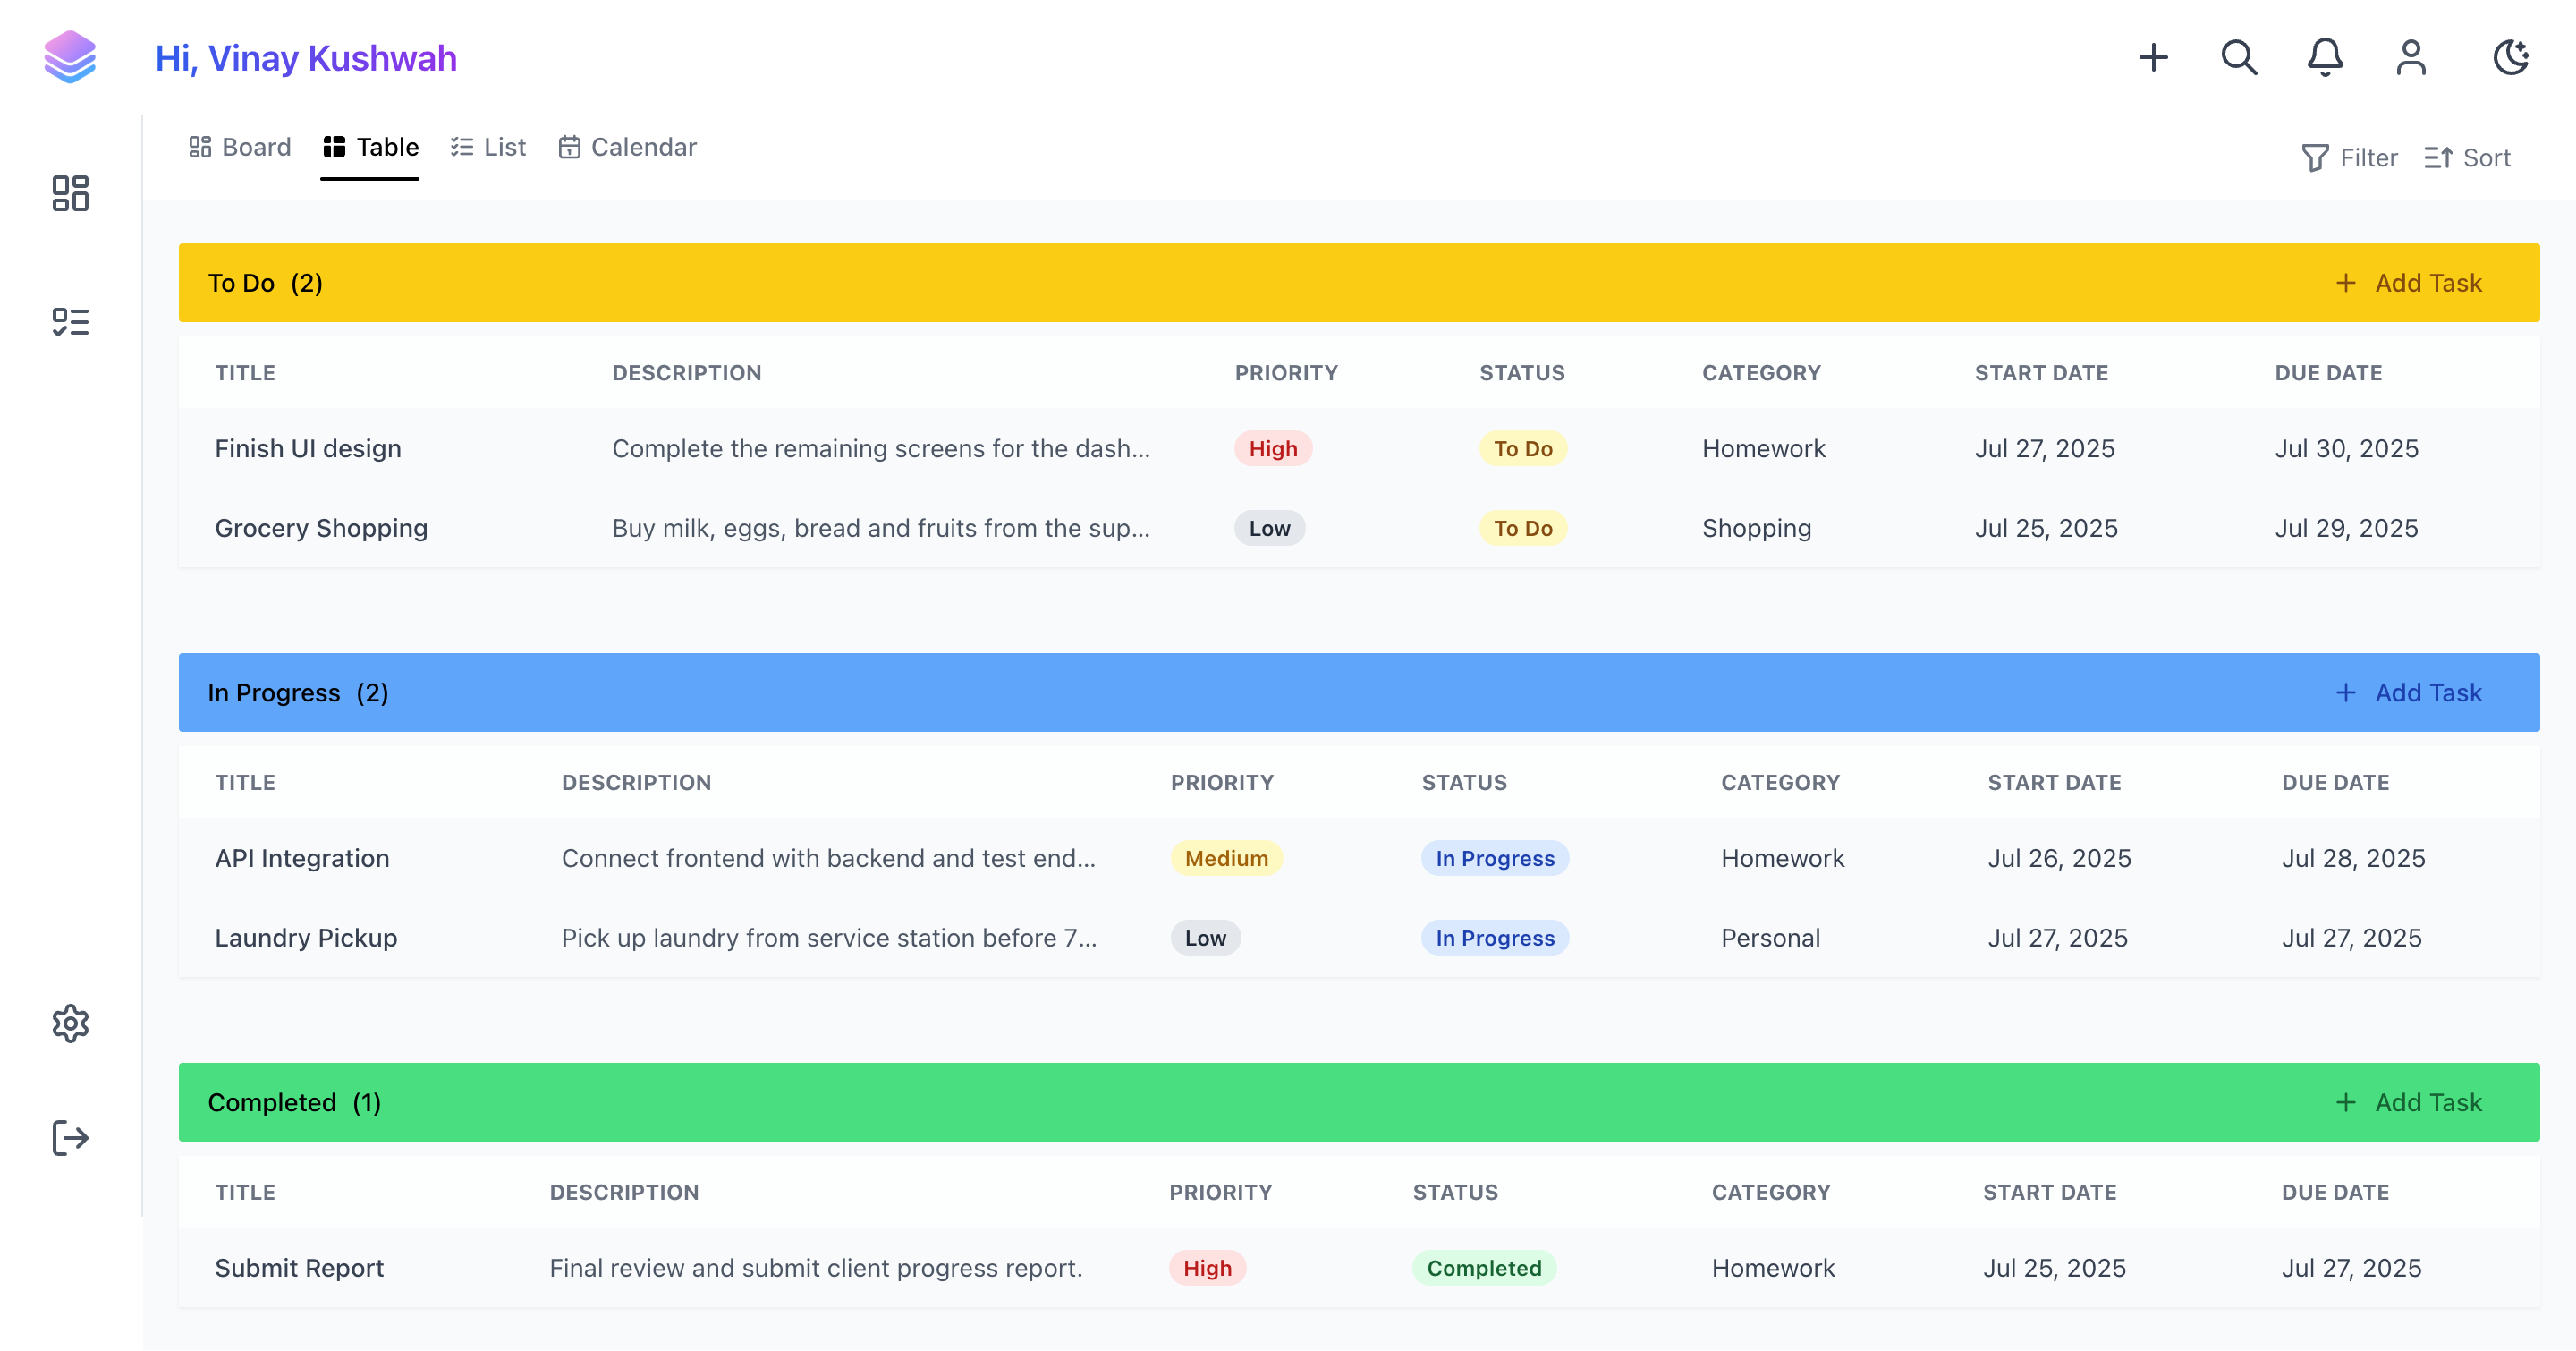 Hi, Vinay Kushwah
Board Table List Calendar
Filter Sort
To Do (2) + Add Task
TITLE DESCRIPTION PRIORITY STATUS CATEGORY START DATE DUE DATE
Finish UI design Complete the remaining screens for the dash... High To Do Homework Jul 27, 2025 Jul 30, 2025
Grocery Shopping Buy milk, eggs, bread and fruits from the sup... Low To Do Shopping Jul 25, 2025 Jul 29, 2025
In Progress (2) + Add Task
TITLE DESCRIPTION PRIORITY STATUS CATEGORY START DATE DUE DATE
API Integration Connect frontend with backend and test end... Medium In Progress Homework Jul 26, 2025 Jul 28, 2025
Laundry Pickup Pick up laundry from service station before 7... Low In Progress Personal Jul 27, 2025 Jul 27, 2025
Completed (1) + Add Task
TITLE DESCRIPTION PRIORITY STATUS CATEGORY START DATE DUE DATE
Submit Report Final review and submit client progress report. High Completed Homework Jul 25, 2025 Jul 27, 2025